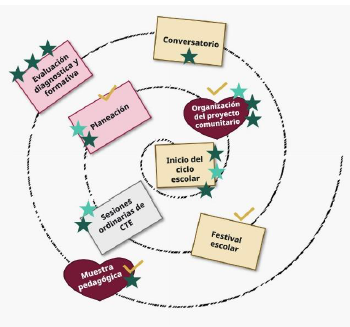 Conversatorio
Evaluación
diagnostica y
formativa
Planeación
Organización
del proyecto
comunitario
Inicio del
ciclo
escolar
Sesiones
ordinarias de
CTE
Festival
escolar
Muestra
pedagógica